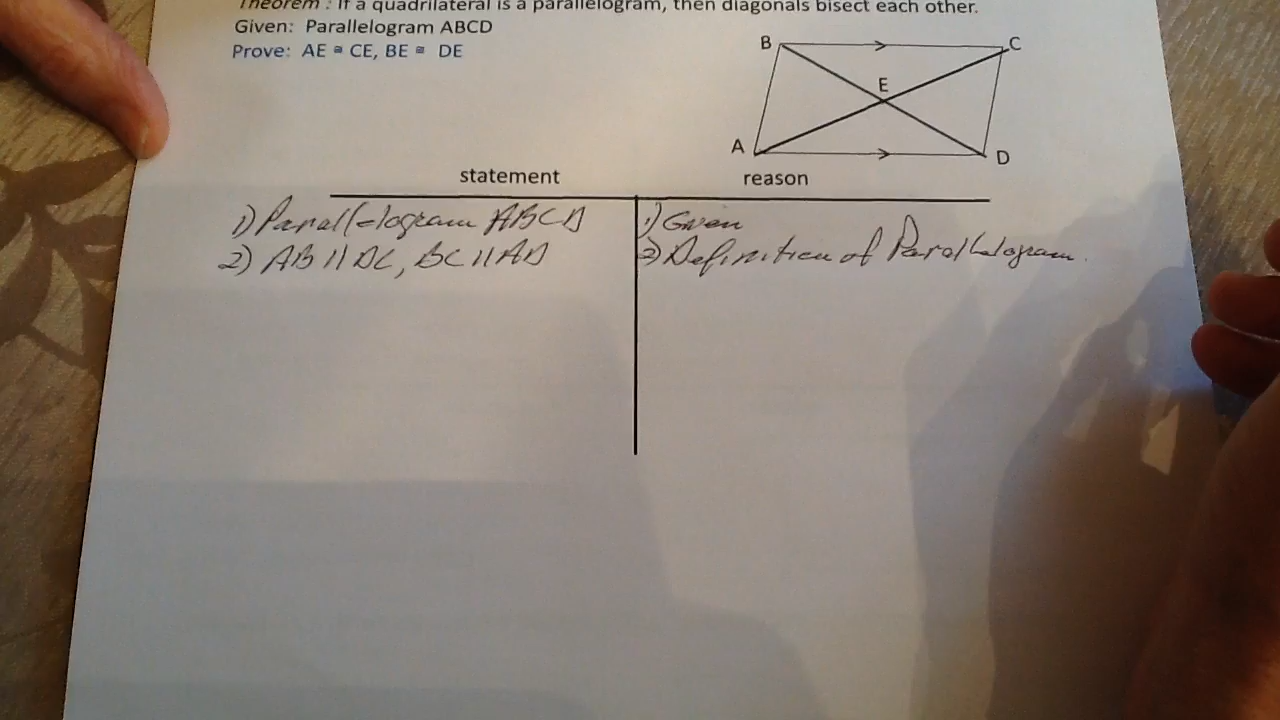 Theorem : If a quadrilateral is a parallelogram, then diagonals bisect each other.
Given: Parallelogram ABCD
Prove: AE ≅ CE, BE ≅ DE
B
C
E
A
D
statement
reason
1) Parallelogram ABCD
1) Given
2) AB || DC, BC || AD
2) Definition of Parallelogram.